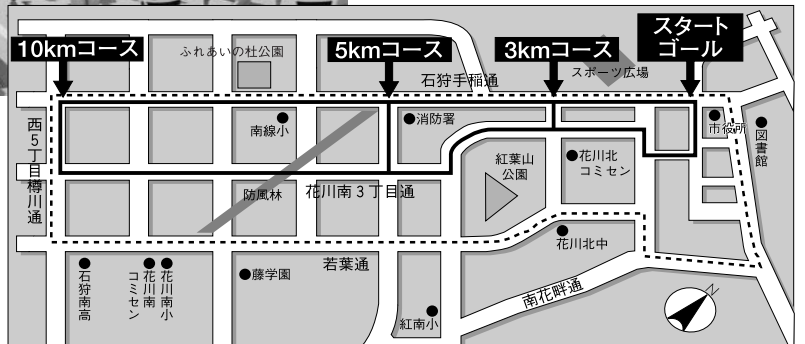 スタート
ゴール
10kmコース
ふれあいの杜公園
5kmコース
3kmコース
スポーツ広場
石狩手稲通
西5丁目樽川通
南線小
消防署
市役所
図書館
紅葉山
公園
花川北
コミセン
防風林
花川南3丁目通
花川北中
若葉通
石狩南高
花川南
コミセン
花川南小
藤学園
紅南小
南花畔通
N